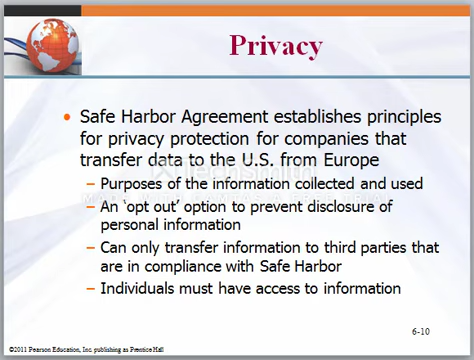 Privacy
• Safe Harbor Agreement establishes principles
for privacy protection for companies that
transfer data to the U.S. from Europe
– Purposes of the information collected and used
– An 'opt out' option to prevent disclosure of
personal information
– Can only transfer information to third parties that
are in compliance with Safe Harbor
– Individuals must have access to information
6-10
©2011 Pearson Education, Inc. publishing as Prentice Hall
TechSmith